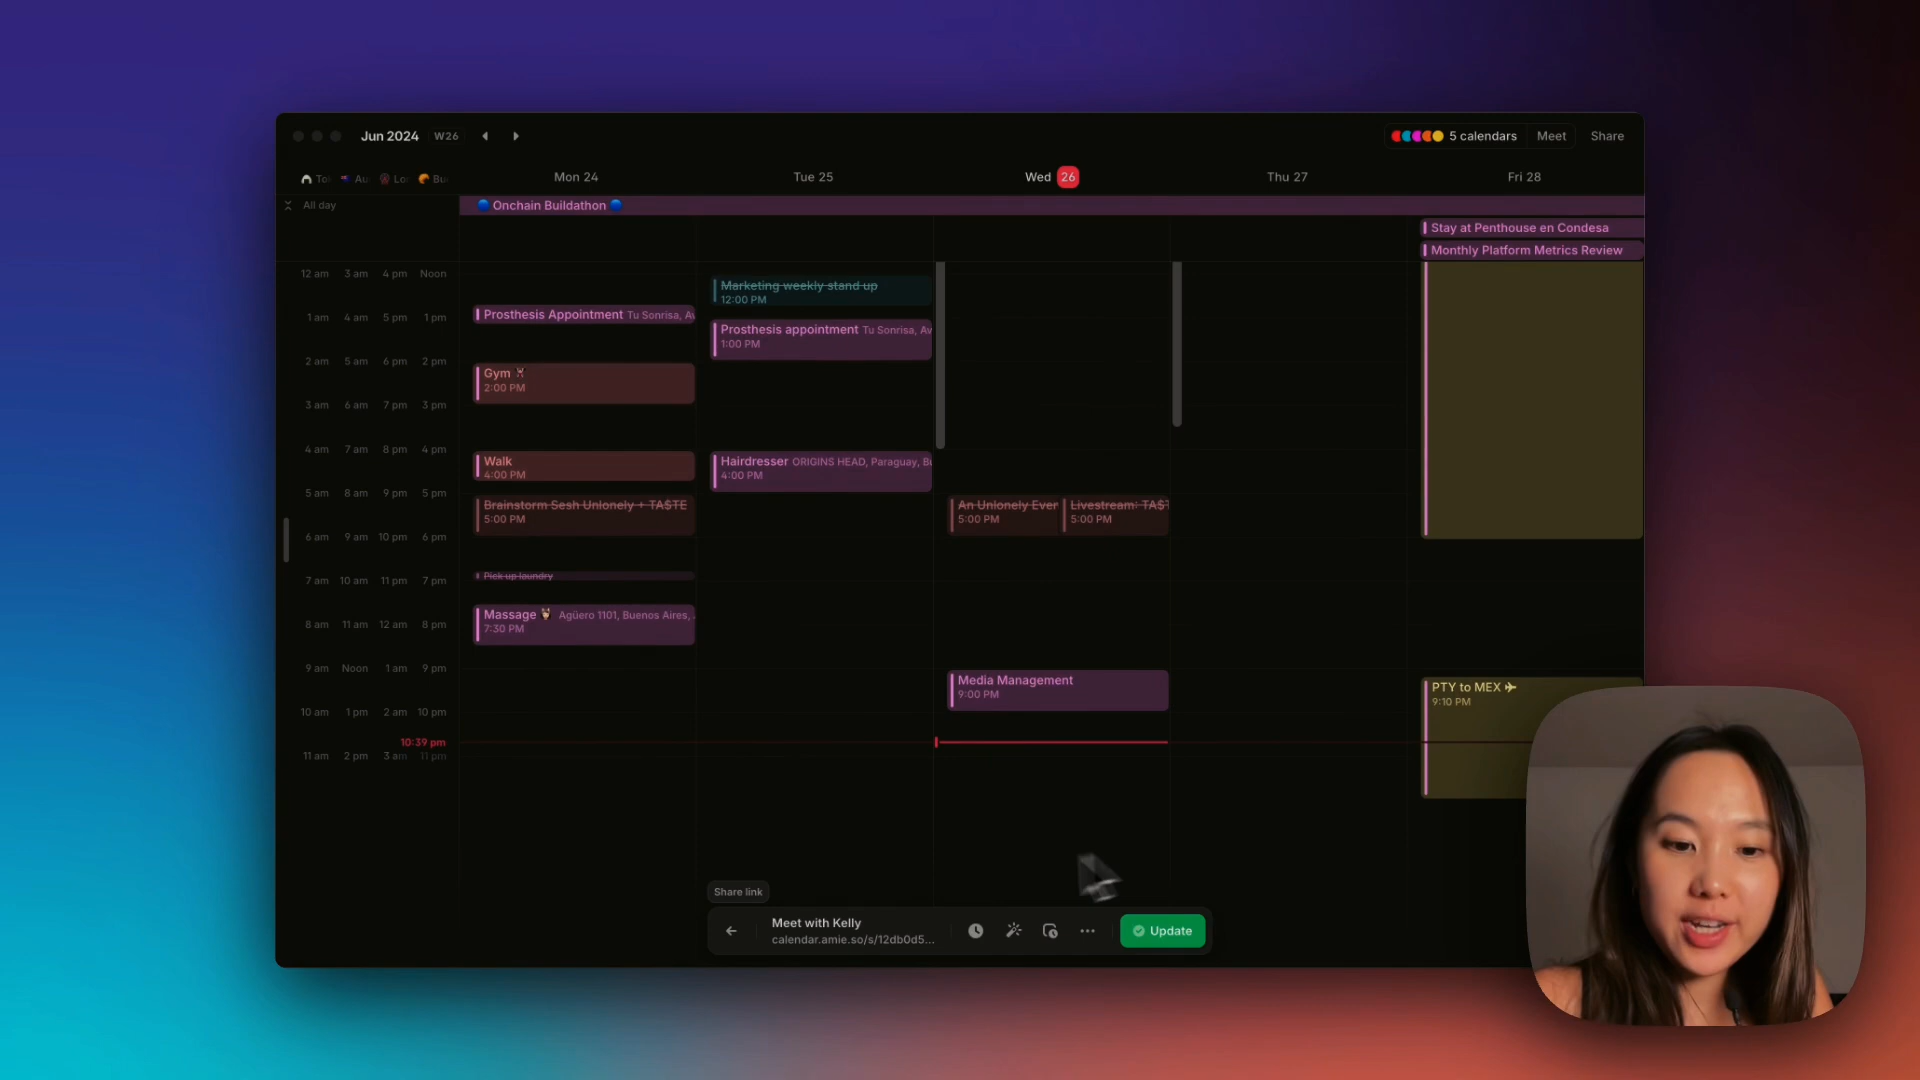 Jun 2024 W26
5 calendars Meet Share
To Au Lo Bu
Mon 24 Tue 25 Wed 26 Thu 27 Fri 28
All day
Onchain Buildathon
Stay at Penthouse en Condesa
Monthly Platform Metrics Review
12 am 3 am 4 pm Noon
1 am 4 am 5 pm 1 pm
2 am 5 am 6 pm 2 pm
3 am 6 am 7 pm 3 pm
4 am 7 am 8 pm 4 pm
5 am 8 am 9 pm 5 pm
6 am 9 am 10 pm 6 pm
7 am 10 am 11 pm 7 pm
8 am 11 am 12 am 8 pm
9 am Noon 1 am 9 pm
10 am 1 pm 2 am 10 pm
10:39 pm
11 am 2 pm 3 am 11 pm
Prosthesis Appointment Tu Sonrisa, Av
Gym
2:00 PM
Walk
4:00 PM
Brainstorm Sesh Unlonely + TA$TE
5:00 PM
Pick up laundry
Massage Agüero 1101, Buenos Aires,
7:30 PM
Marketing weekly stand up
12:00 PM
Prosthesis appointment Tu Sonrisa, Av
1:00 PM
Hairdresser ORIGINS HEAD, Paraguay, Bu
4:00 PM
An Unlonely Ever
5:00 PM
Livestream: TA$T
5:00 PM
Media Management
9:00 PM
PTY to MEX
9:10 PM
Share link
Meet with Kelly
calendar.amie.so/s/12db0d5...
Update